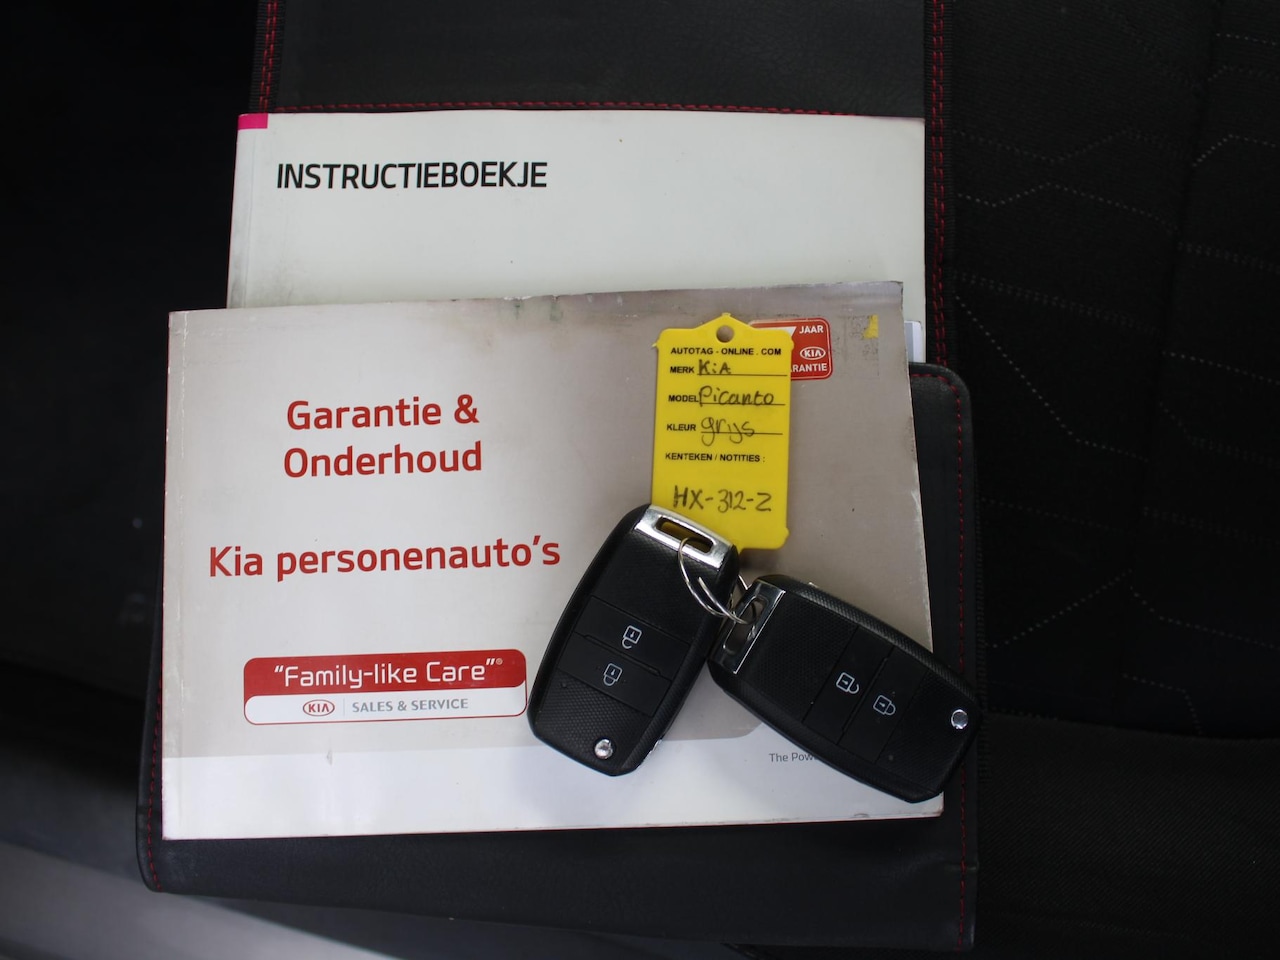 INSTRUCTIEBOEKJE
Garantie &
Onderhoud
Kia personenauto's
"Family-like Care"®
KIA SALES & SERVICE
JAAR
KIA
AUTOTAG - ONLINE . COM
MERK KiA
MODEL Picanto
KLEUR grijs
KENTEKEN / NOTITIES :
HX-312-Z
The